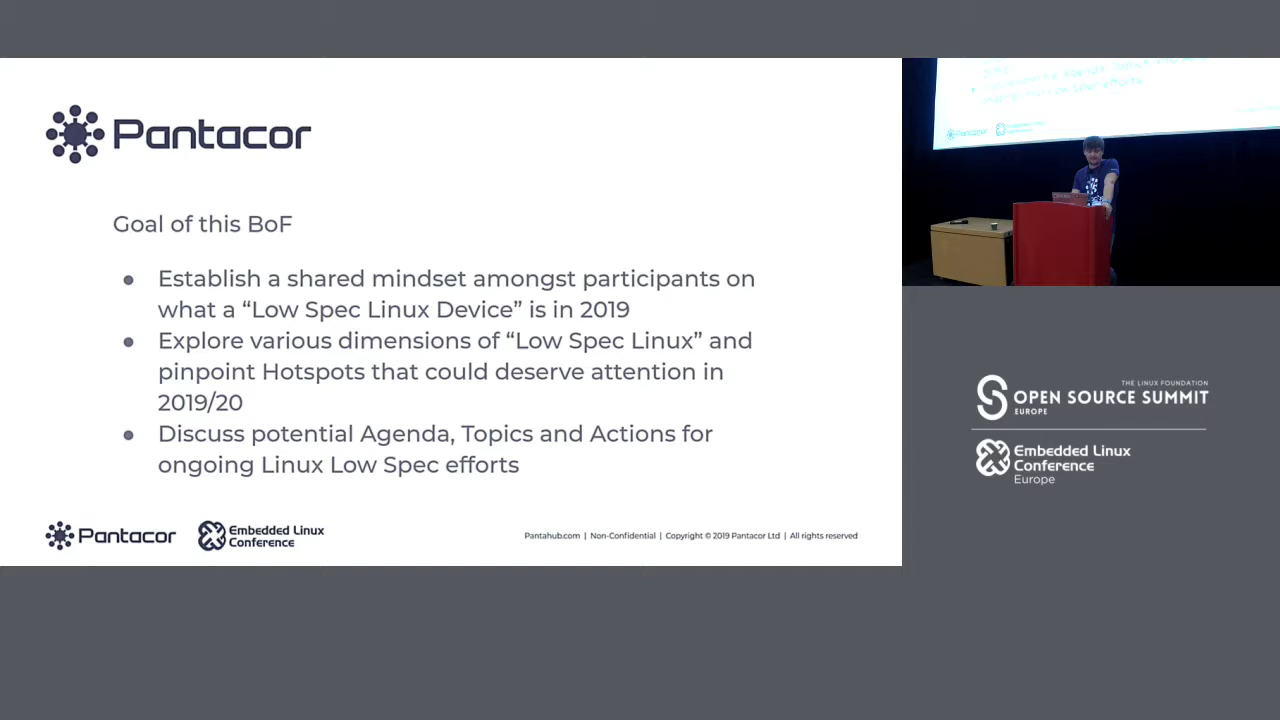 Pantacor
Goal of this BoF
● Establish a shared mindset amongst participants on
what a “Low Spec Linux Device” is in 2019
● Explore various dimensions of “Low Spec Linux” and
pinpoint Hotspots that could deserve attention in
2019/20
● Discuss potential Agenda, Topics and Actions for
ongoing Linux Low Spec efforts
Pantacor
Embedded Linux
Conference
Pantahub.com | Non-Confidential | Copyright © 2019 Pantacor Ltd | All rights reserved
THE LINUX FOUNDATION
OPEN SOURCE SUMMIT
EUROPE
Embedded Linux
Conference
Europe